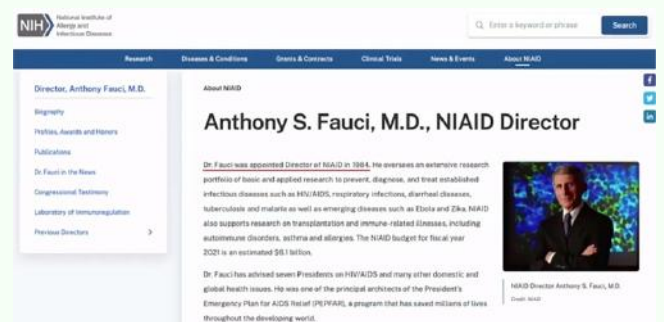 NIH
National Institute of
Allergy and
Infectious Diseases
Enter a keyword or phrase
Search
Research
Diseases & Conditions
Grants & Contracts
Clinical Trials
News & Events
About NIAID
Director, Anthony Fauci, M.D.
Biography
Profiles, Awards and Honors
Publications
Dr. Fauci in the News
Congressional Testimony
Laboratory of Immunoregulation
Previous Directors
About NIAID
Anthony S. Fauci, M.D., NIAID Director
Dr. Fauci was appointed Director of NIAID in 1984. He oversees an extensive research
portfolio of basic and applied research to prevent, diagnose, and treat established
infectious diseases such as HIV/AIDS, respiratory infections, diarrheal diseases,
tuberculosis and malaria as well as emerging diseases such as Ebola and Zika. NIAID
also supports research on transplantation and immune-related illnesses, including
autoimmune disorders, asthma and allergies. The NIAID budget for fiscal year
2021 is an estimated $6.1 billion.
Dr. Fauci has advised seven Presidents on HIV/AIDS and many other domestic and
global health issues. He was one of the principal architects of the President's
Emergency Plan for AIDS Relief (PEPFAR), a program that has saved millions of lives
throughout the developing world.
NIAID Director Anthony S. Fauci, M.D.
Credit: NIAID